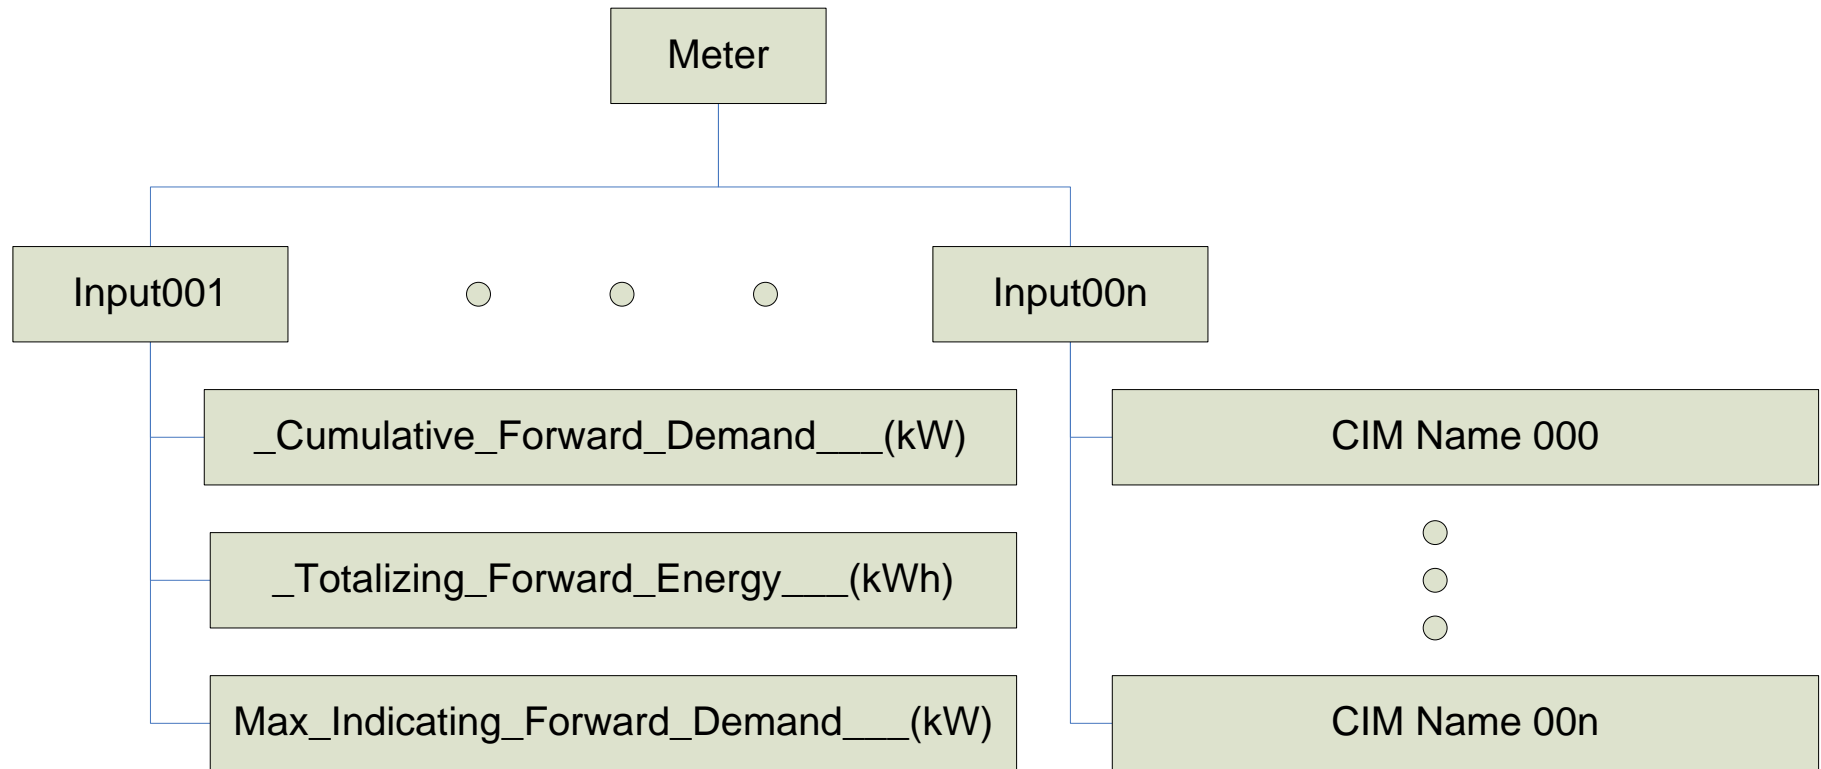 Meter
Input001
Input00n
_Cumulative_Forward_Demand___(kW)
CIM Name 000
_Totalizing_Forward_Energy___(kWh)
Max_Indicating_Forward_Demand___(kW)
CIM Name 00n